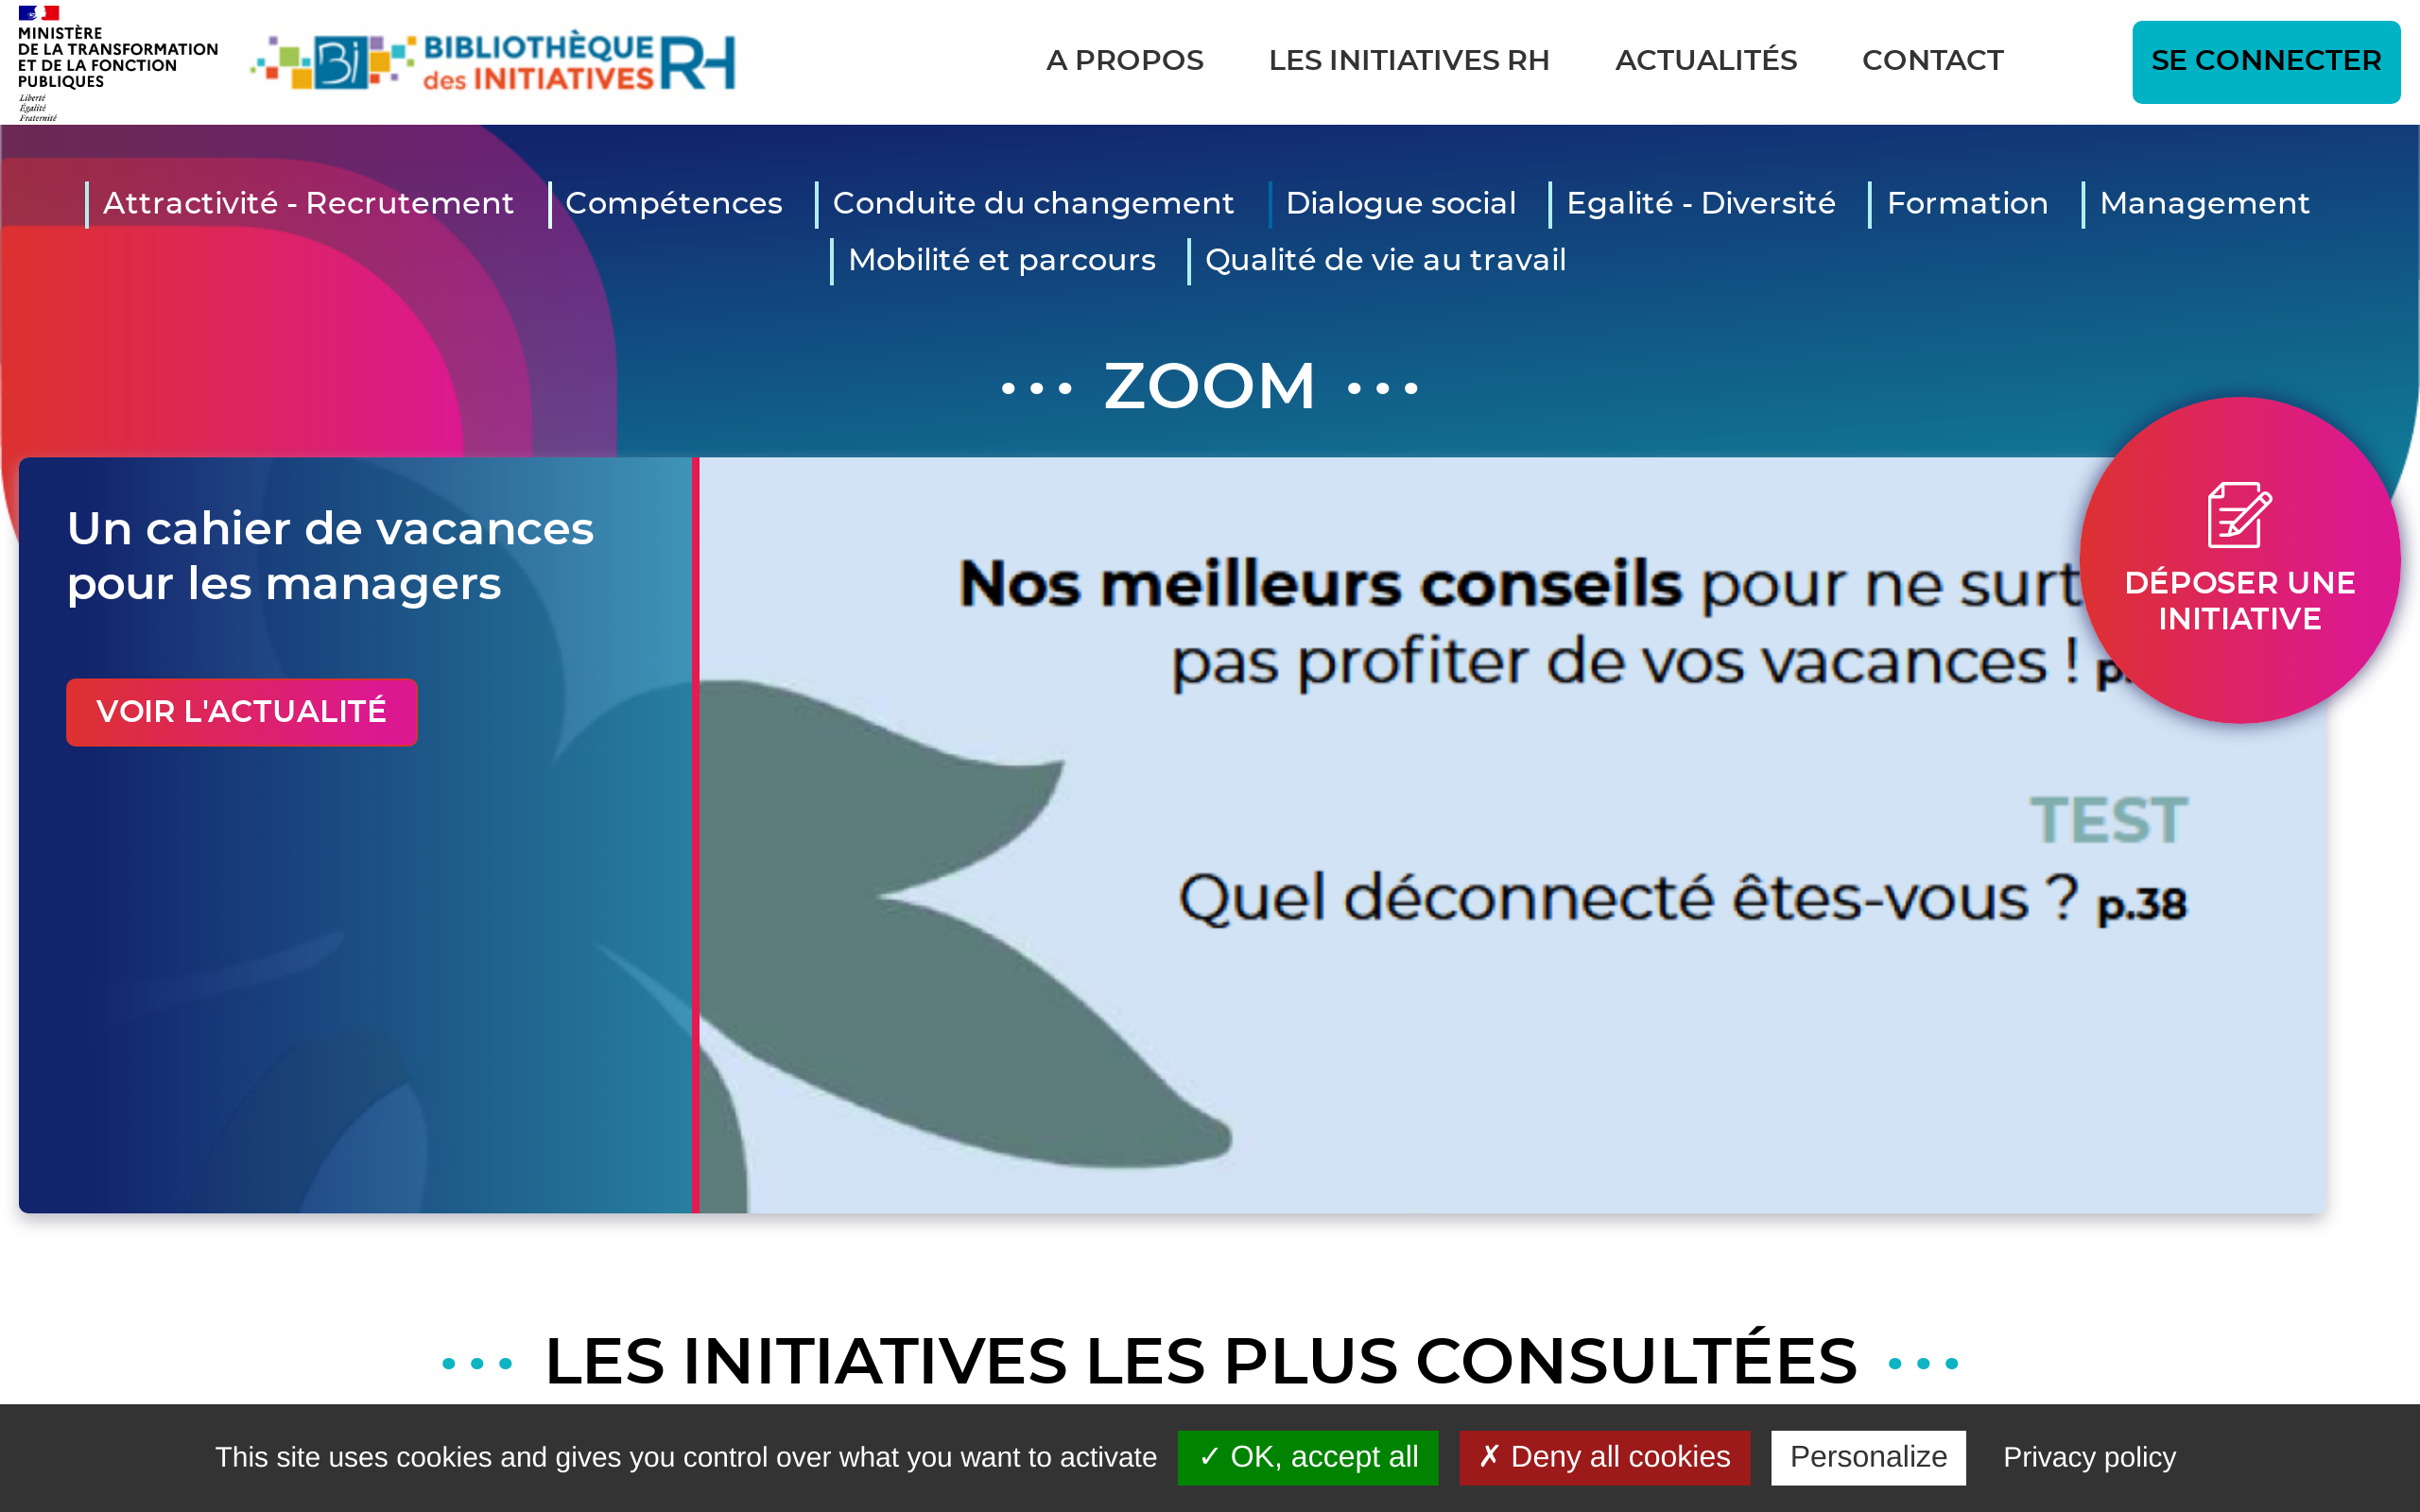 MINISTÈRE
DE LA TRANSFORMATION
ET DE LA FONCTION
PUBLIQUES
Liberté
Égalité
Fraternité
BIBLIOTHÈQUE
des INITIATIVES RH
A PROPOS LES INITIATIVES RH ACTUALITÉS CONTACT SE CONNECTER
Attractivité - Recrutement Compétences Conduite du changement Dialogue social Egalité - Diversité Formation Management
Mobilité et parcours Qualité de vie au travail
ZOOM
Un cahier de vacances
pour les managers
VOIR L'ACTUALITÉ
Nos meilleurs conseils pour ne surt
pas profiter de vos vacances !
DÉPOSER UNE
INITIATIVE
TEST
Quel déconnecté êtes-vous ? p.38
LES INITIATIVES LES PLUS CONSULTÉES
This site uses cookies and gives you control over what you want to activate ✓ OK, accept all ✗ Deny all cookies Personalize Privacy policy